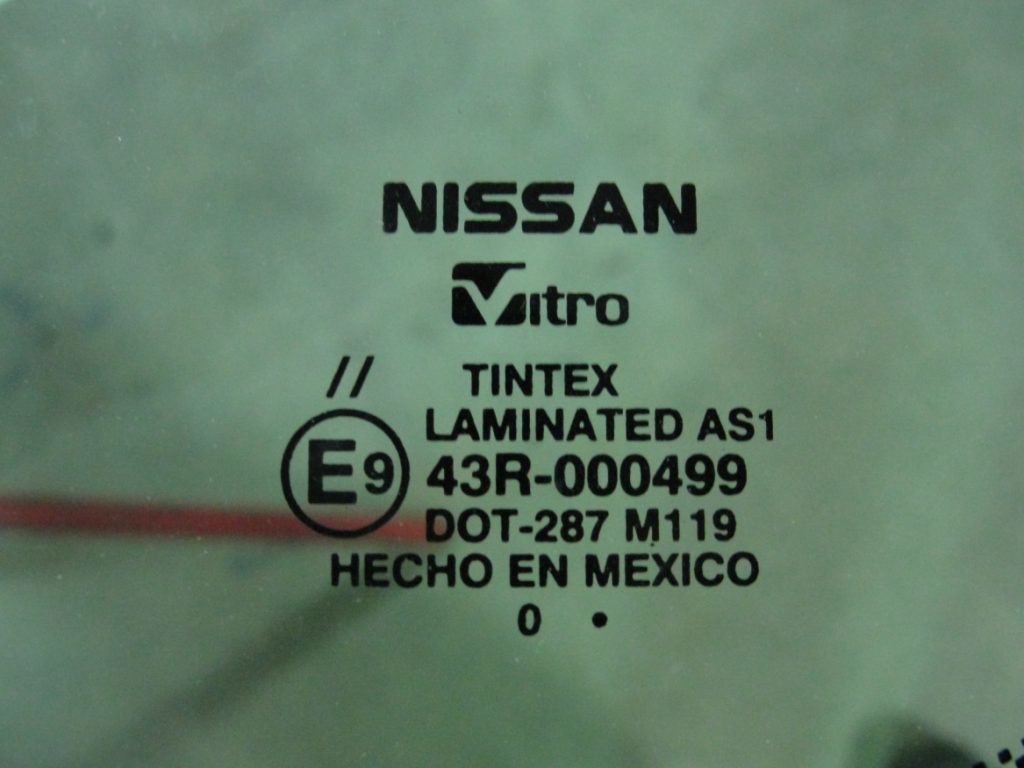 NISSAN
Vitro
// TINTEX
LAMINATED AS1
E9 43R-000499
DOT-287 M119
HECHO EN MEXICO
0 •